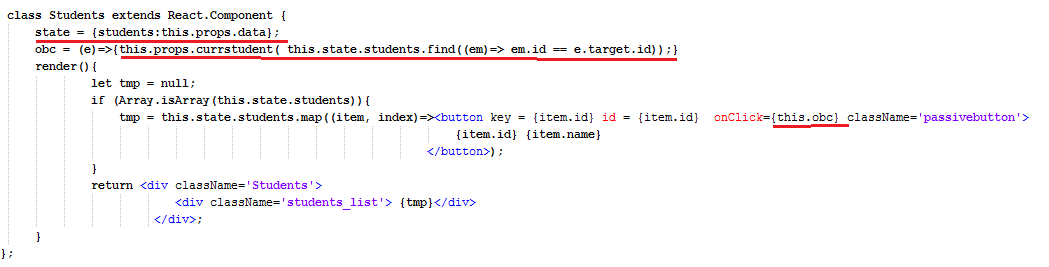 class Students extends React.Component {
state = {students:this.props.data};
obc = (e)=>{this.props.currstudent( this.state.students.find((em)=> em.id == e.target.id));}
render(){
let tmp = null;
if (Array.isArray(this.state.students)){
tmp = this.state.students.map((item, index)=><button key = {item.id} id = {item.id} onClick={this.obc} className='passivebutton'>
{item.id} {item.name}
</button>);
}
return <div className='Students'>
<div className='students_list'> {tmp}</div>
</div>;
}
};